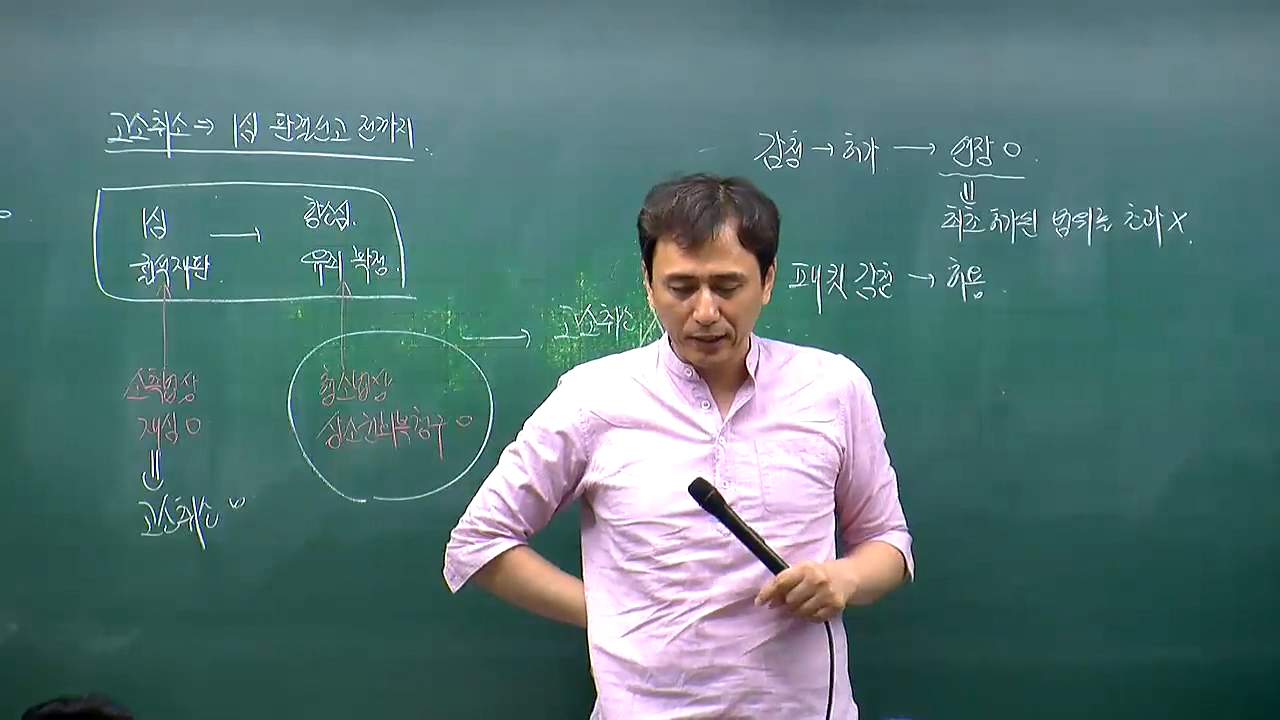 고소취소 ⇒ 1심 판결선고 전까지.
1심 → 항소심.
궐석재판 유죄 확정.
소촉법상
재심 O
⇓
고소취소 O
형소법상
상소권회복청구 O
→ 고소취소 X
감청 → 허가 → 연장 O.
⇓
최초 허가된 범위는 초과 X.
패킷 감청 → 허용.